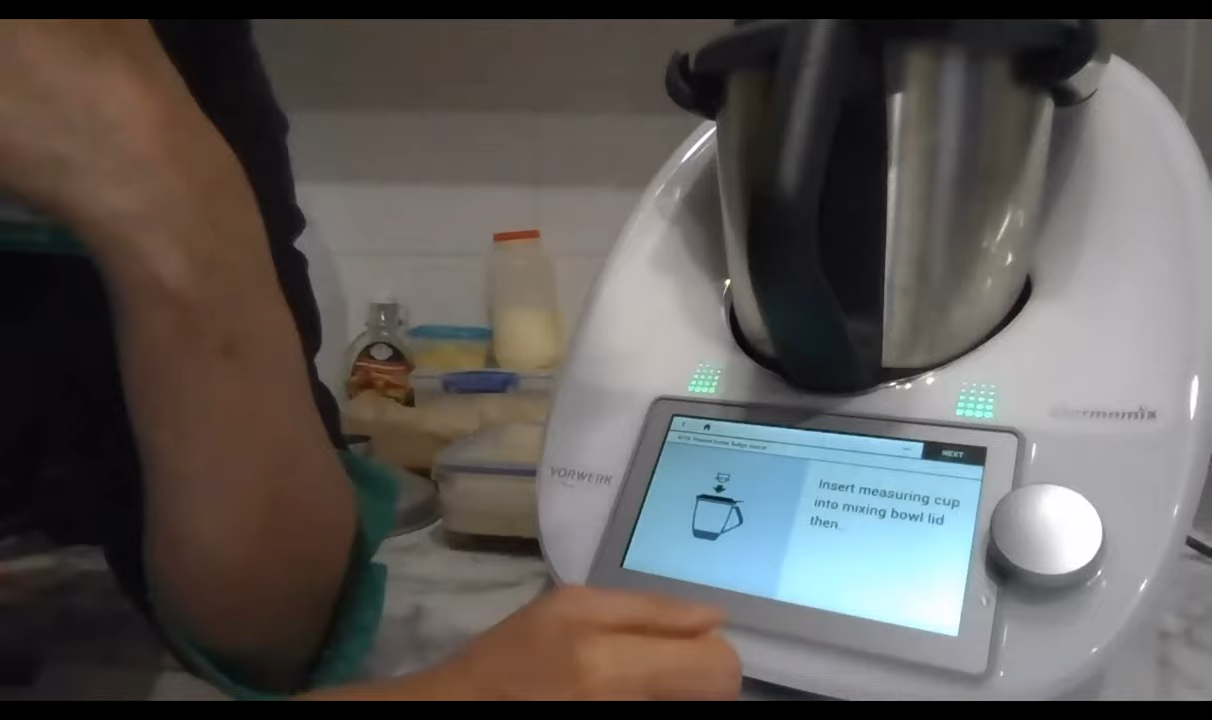 thermomix
VORWERK
NEXT
Insert measuring cup
into mixing bowl lid
then